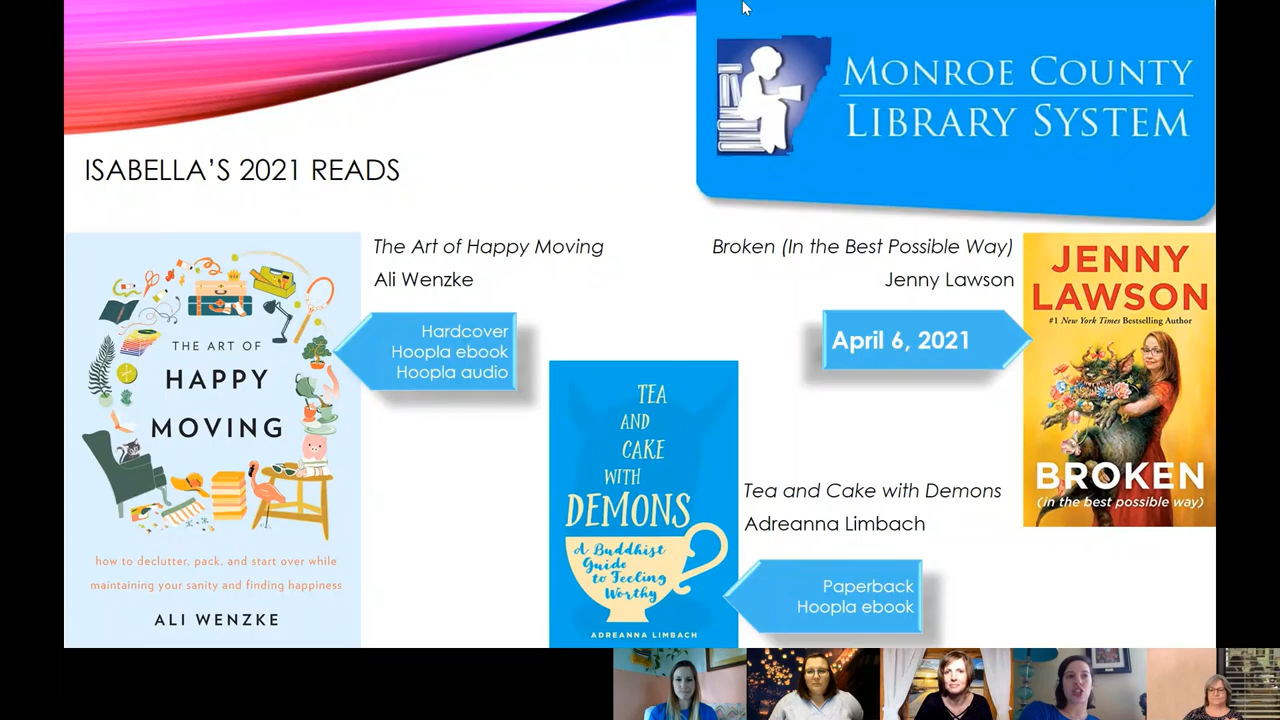 MONROE COUNTY
LIBRARY SYSTEM
ISABELLA'S 2021 READS
THE ART OF
HAPPY
MOVING
how to declutter, pack, and start over while
maintaining your sanity and finding happiness
ALI WENZKE
The Art of Happy Moving
Ali Wenzke
Hardcover
Hoopla ebook
Hoopla audio
TEA
AND
CAKE
WITH
DEMONS
A Buddhist
Guide
to Feeling
Worthy
ADREANNA LIMBACH
Tea and Cake with Demons
Adreanna Limbach
Paperback
Hoopla ebook
Broken (In the Best Possible Way)
Jenny Lawson
April 6, 2021
JENNY
LAWSON
#1 New York Times Bestselling Author
BROKEN
(in the best possible way)